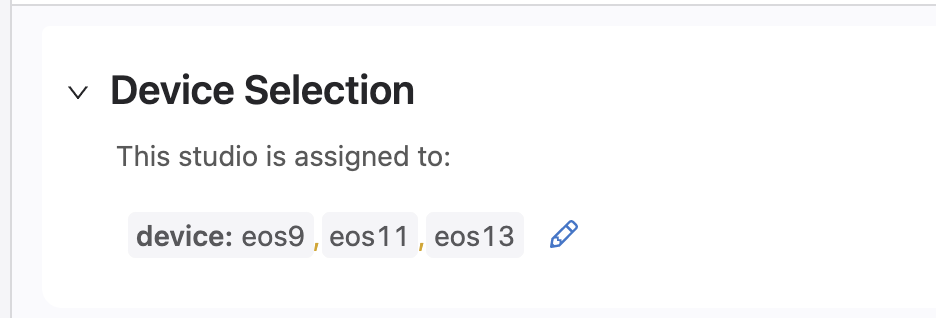 Device Selection
This studio is assigned to:
device: eos9 , eos11 , eos13